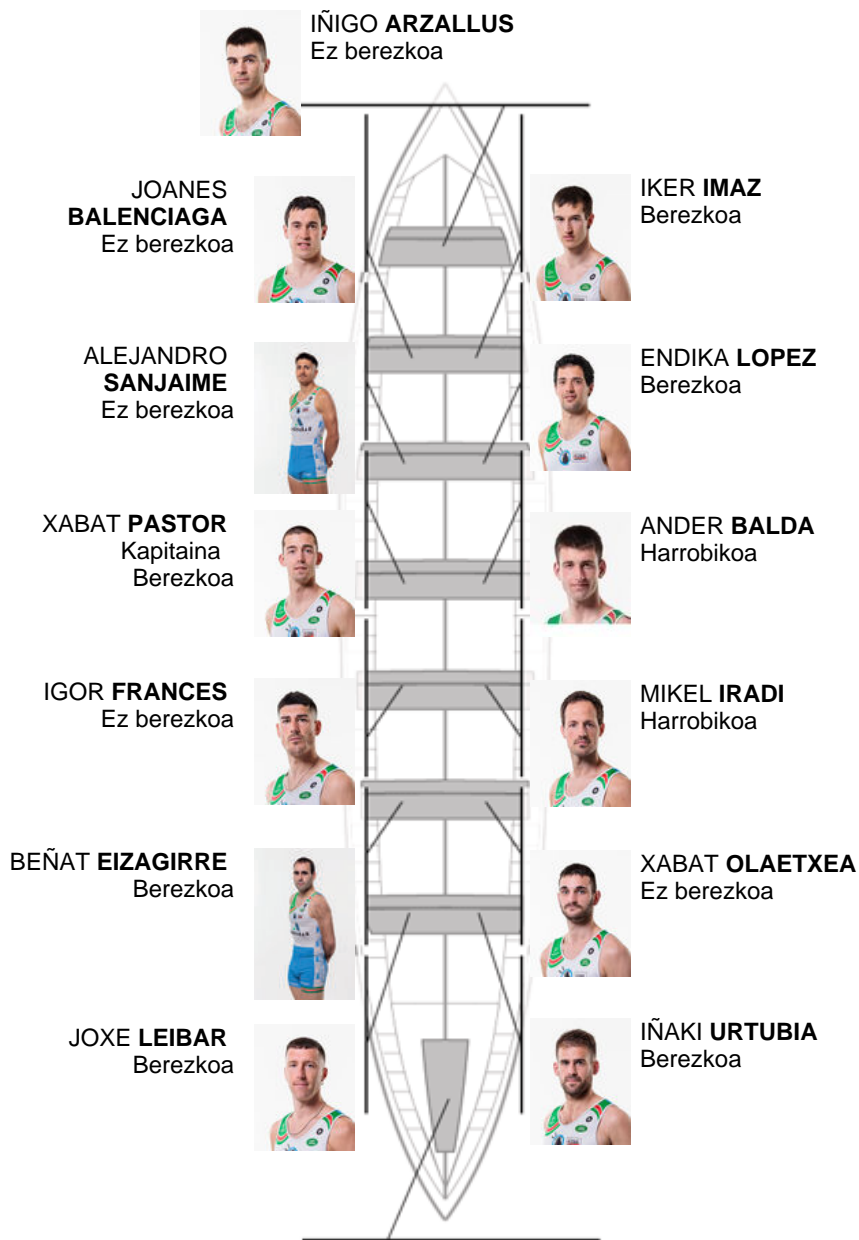 IÑIGO ARZALLUS
Ez berezkoa
JOANES
BALENCIAGA
Ez berezkoa
IKER IMAZ
Berezkoa
ALEJANDRO
SANJAIME
Ez berezkoa
ENDIKA LOPEZ
Berezkoa
XABAT PASTOR
Kapitaina
Berezkoa
ANDER BALDA
Harrobikoa
IGOR FRANCES
Ez berezkoa
MIKEL IRADI
Harrobikoa
BEÑAT EIZAGIRRE
Berezkoa
XABAT OLAETXEA
Ez berezkoa
JOXE LEIBAR
Berezkoa
IÑAKI URTUBIA
Berezkoa